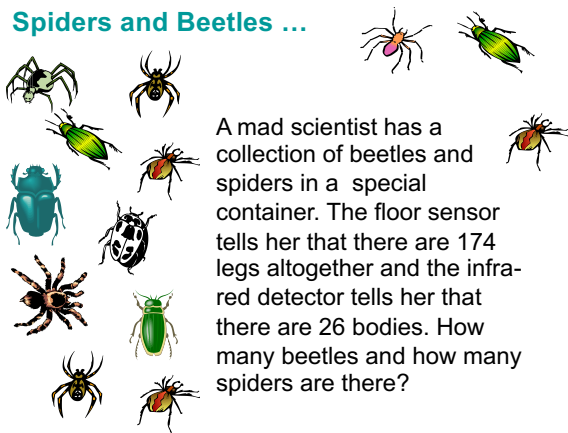 Spiders and Beetles …
A mad scientist has a
collection of beetles and
spiders in a special
container. The floor sensor
tells her that there are 174
legs altogether and the infra-
red detector tells her that
there are 26 bodies. How
many beetles and how many
spiders are there?